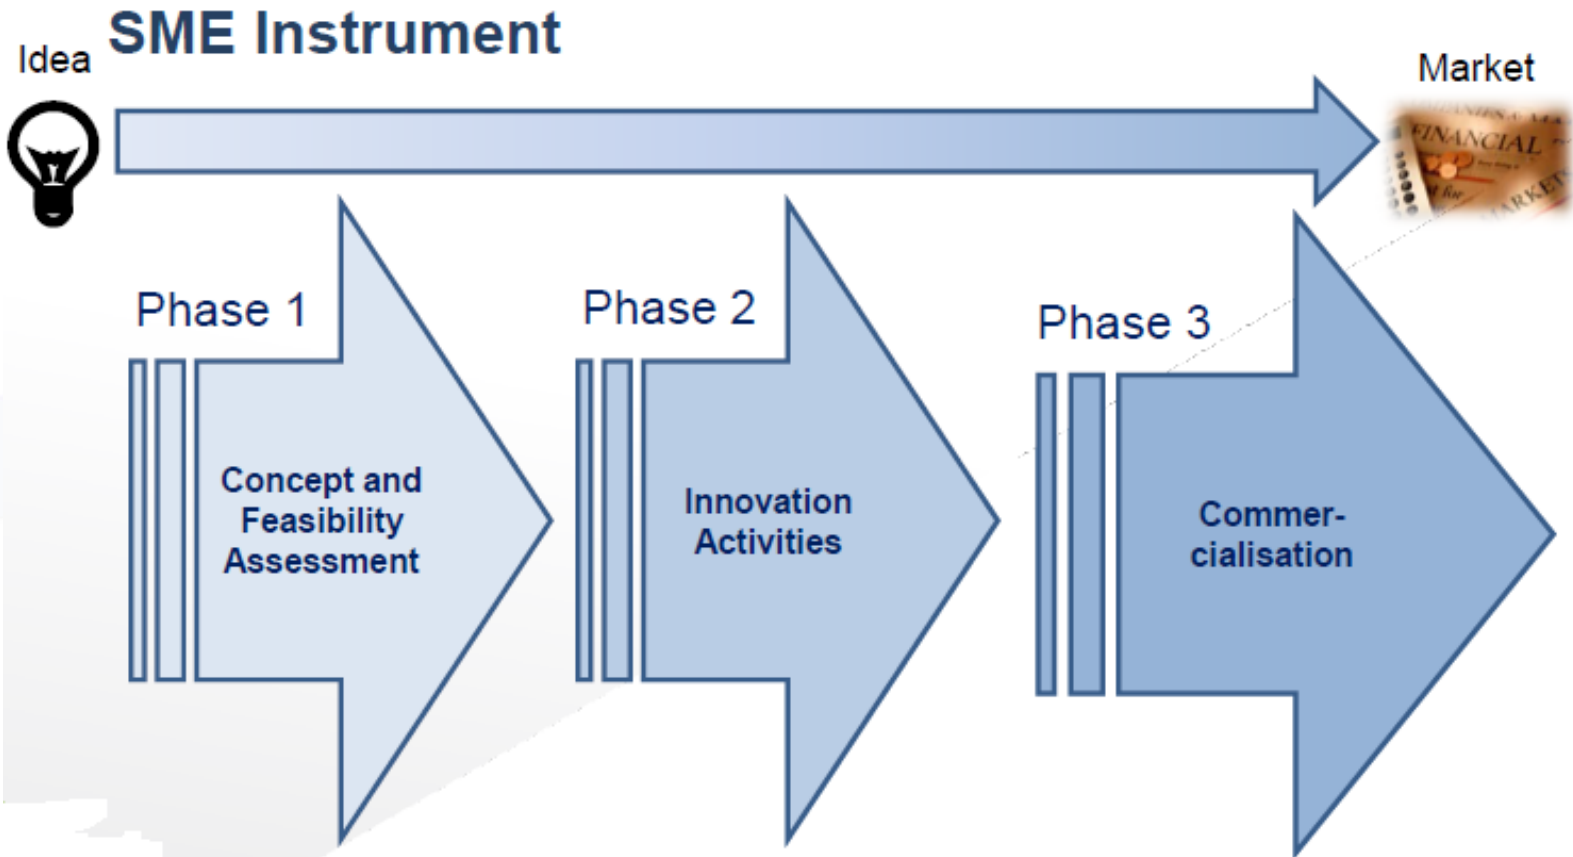 SME Instrument
Idea
Market
FINANCIAL
MARKETS
Phase 1
Phase 2
Phase 3
Concept and
Feasibility
Assessment
Innovation
Activities
Commer-
cialisation